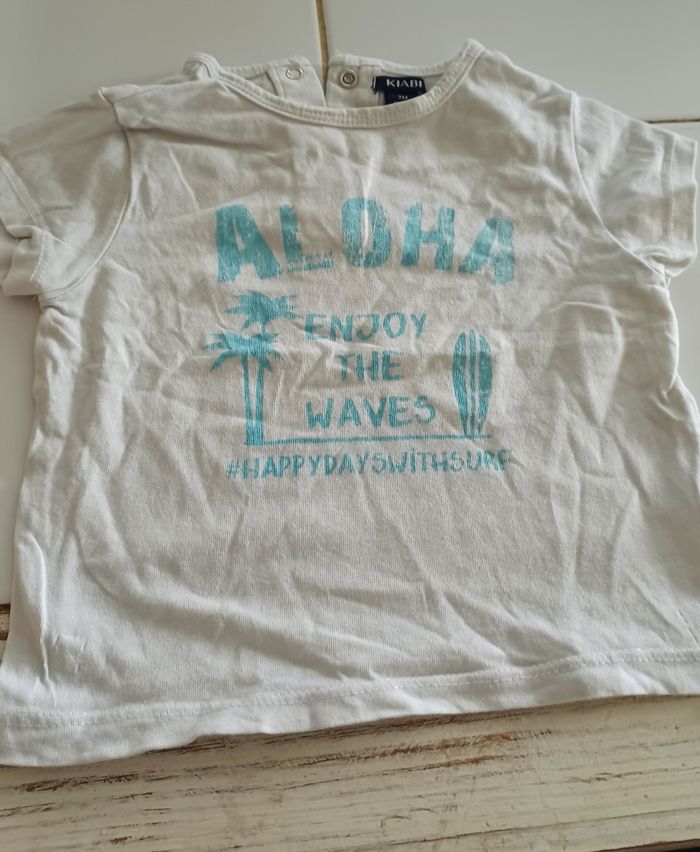 KIABI
ALOHA
ENJOY
THE
WAVES
#HAPPYDAYSWITHSURF